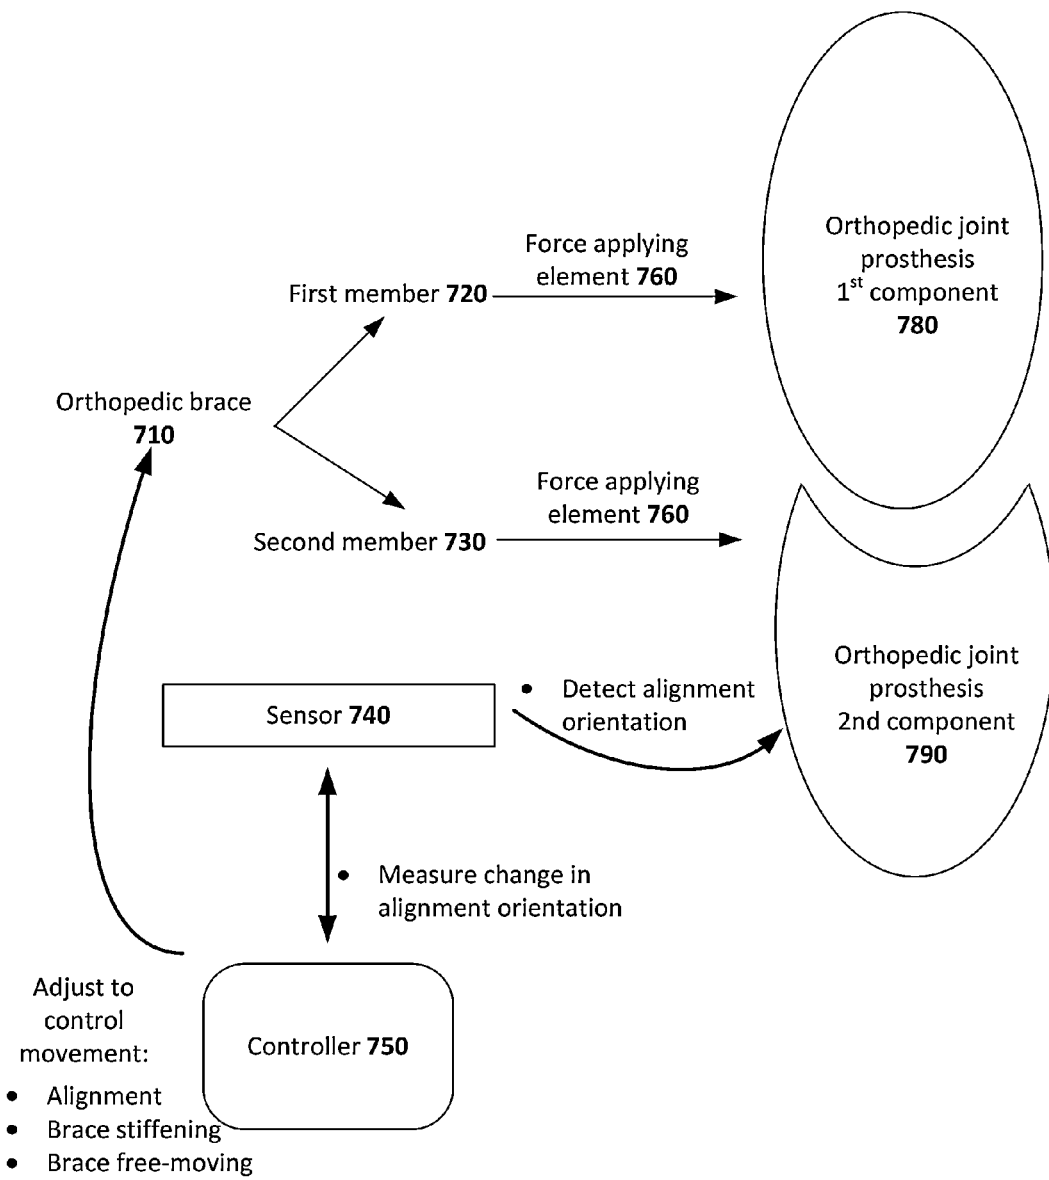 Orthopedic joint
prosthesis
1st component
780
Force applying
element 760
First member 720
Orthopedic brace
710
Force applying
element 760
Second member 730
Orthopedic joint
prosthesis
2nd component
790
• Detect alignment
orientation
Sensor 740
• Measure change in
alignment orientation
Controller 750
Adjust to
control
movement:
• Alignment
• Brace stiffening
• Brace free-moving